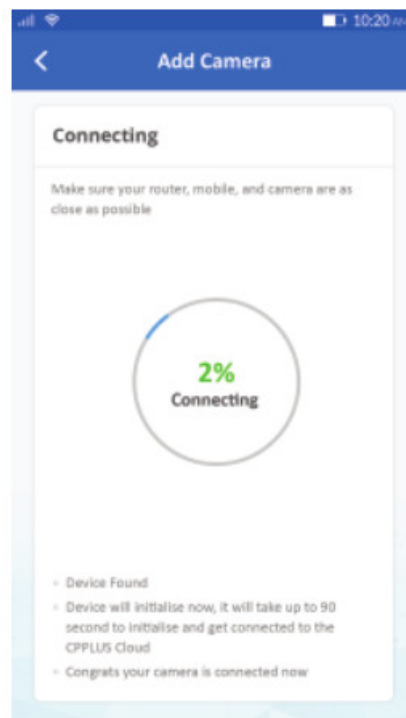 10:20 AM
Add Camera
Connecting
Make sure your router, mobile, and camera are as
close as possible
2%
Connecting
Device Found
Device will initialise now, it will take up to 90
second to initialise and get connected to the
CPPLUS Cloud
Congrats your camera is connected now